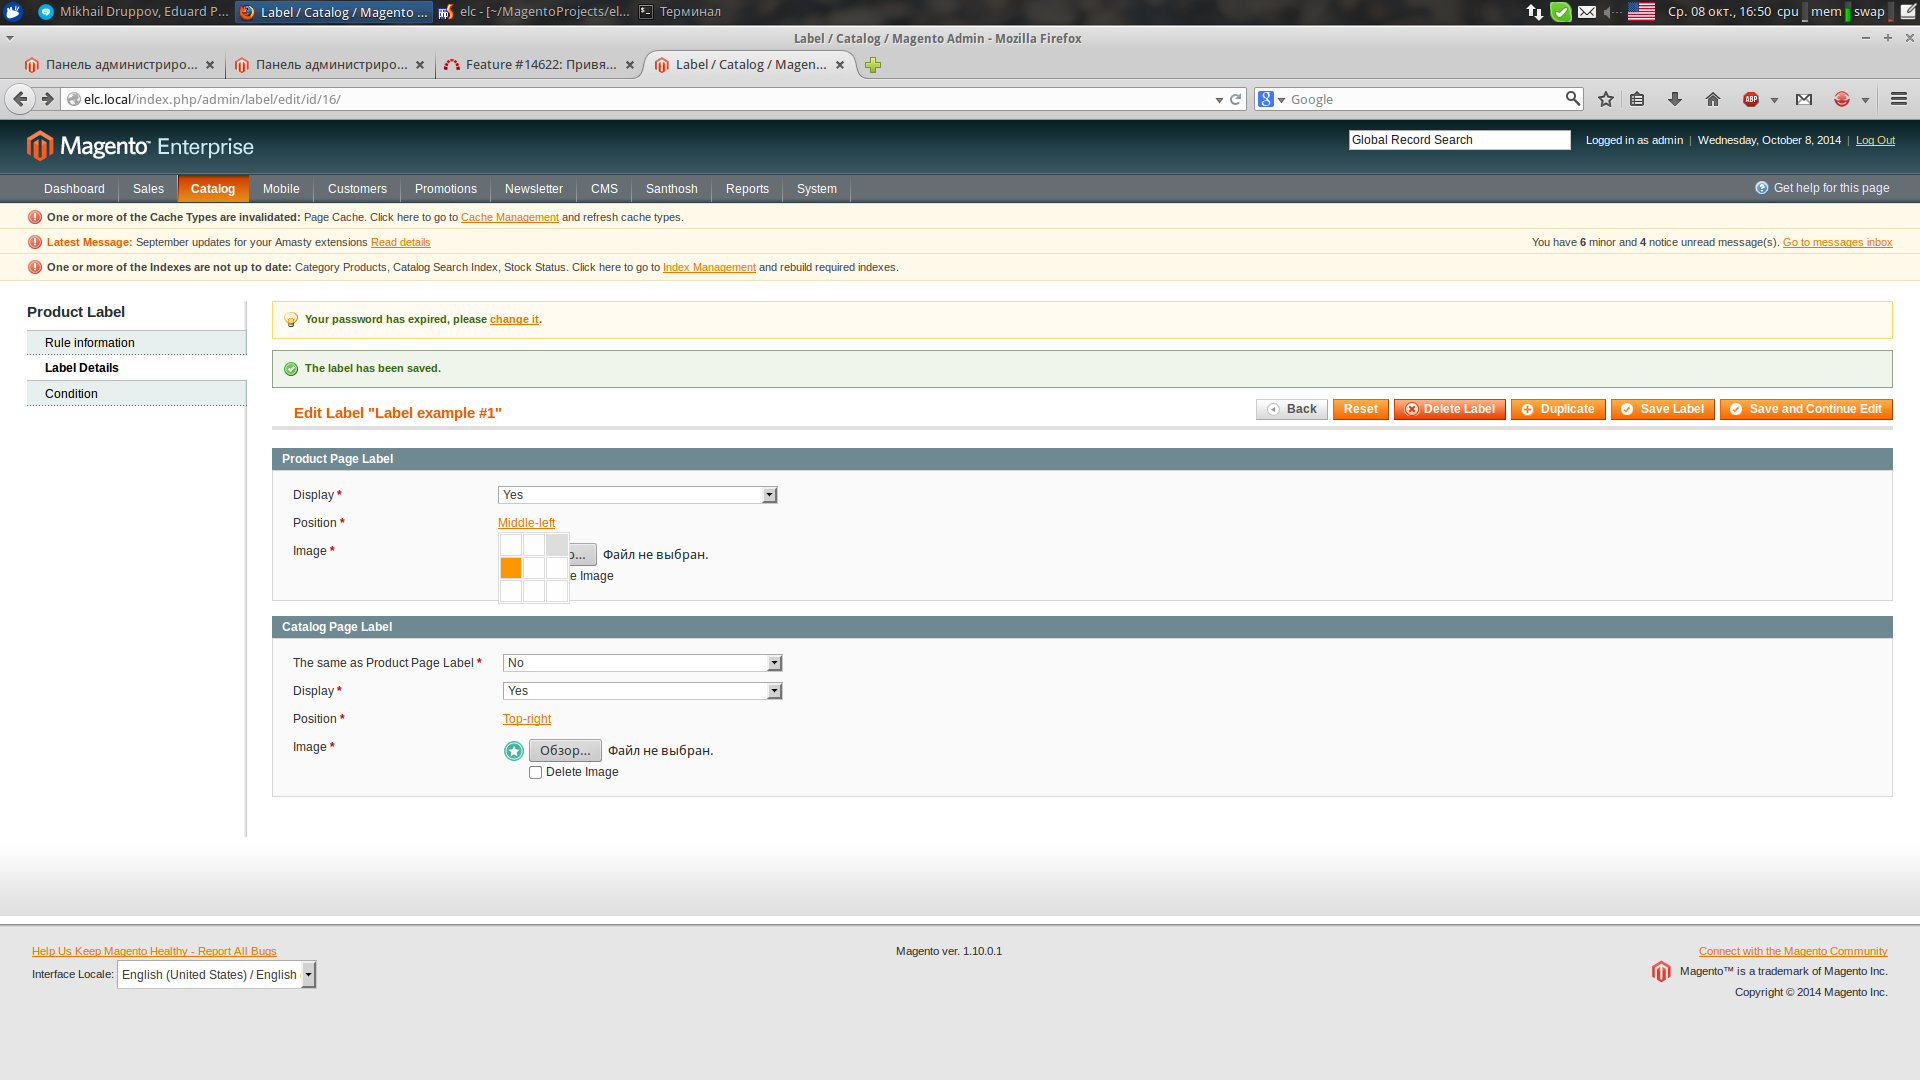 Mikhail Druppov, Eduard P... Label / Catalog / Magento ... elc - [~/MagentoProjects/el... Терминал Ср. 08 окт., 16:50 cpu mem swap
Label / Catalog / Magento Admin - Mozilla Firefox
Панель администриро... Панель администриро... Feature #14622: Привя... Label / Catalog / Magen...
elc.local/index.php/admin/label/edit/id/16/ Google
Magento Enterprise Global Record Search Logged in as admin | Wednesday, October 8, 2014 | Log Out
Dashboard Sales Catalog Mobile Customers Promotions Newsletter CMS Santhosh Reports System Get help for this page
One or more of the Cache Types are invalidated: Page Cache. Click here to go to Cache Management and refresh cache types.
Latest Message: September updates for your Amasty extensions Read details You have 6 minor and 4 notice unread message(s). Go to messages inbox
One or more of the Indexes are not up to date: Category Products, Catalog Search Index, Stock Status. Click here to go to Index Management and rebuild required indexes.
Product Label
Rule information
Label Details
Condition
Your password has expired, please change it.
The label has been saved.
Edit Label "Label example #1" Back Reset Delete Label Duplicate Save Label Save and Continue Edit
Product Page Label
Display * Yes
Position * Middle-left
Image * Файл не выбран.
e Image
Catalog Page Label
The same as Product Page Label * No
Display * Yes
Position * Top-right
Image * Обзор... Файл не выбран.
Delete Image
Help Us Keep Magento Healthy - Report All Bugs Magento ver. 1.10.0.1 Connect with the Magento Community
Interface Locale: English (United States) / English Magento™ is a trademark of Magento Inc.
Copyright © 2014 Magento Inc.